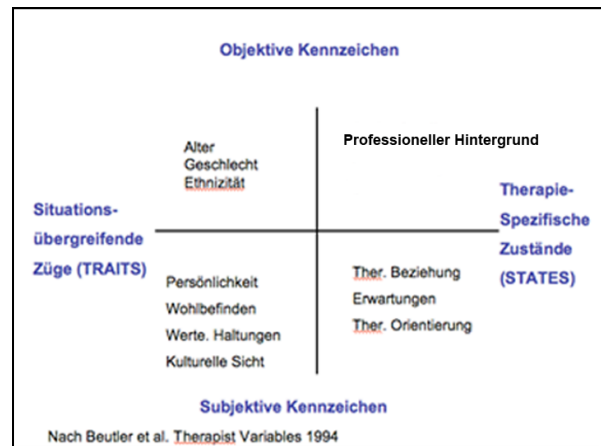 Objektive Kennzeichen
Alter
Geschlecht
Ethnizität
Professioneller Hintergrund
Situations-
übergreifende
Züge (TRAITS)
Therapie-
Spezifische
Zustände
(STATES)
Persönlichkeit
Wohlbefinden
Werte. Haltungen
Kulturelle Sicht
Ther. Beziehung
Erwartungen
Ther. Orientierung
Subjektive Kennzeichen
Nach Beutler et al. Therapist Variables 1994